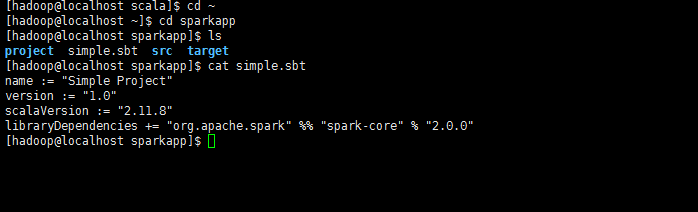 [hadoop@localhost scala]$ cd ~
[hadoop@localhost ~]$ cd sparkapp
[hadoop@localhost sparkapp]$ ls
project  simple.sbt  src  target
[hadoop@localhost sparkapp]$ cat simple.sbt
name := "Simple Project"
version := "1.0"
scalaVersion := "2.11.8"
libraryDependencies += "org.apache.spark" %% "spark-core" % "2.0.0"
[hadoop@localhost sparkapp]$